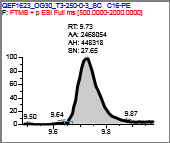 QEF1623_OG30_T3-250-0-3_SC C16-PE
F: FTMS + p ESI Full ms [500.0000-2000.0000]
RT: 9.73
AA: 2468054
AH: 448318
SN: 27.65
100
80
60
40
20
0
9.50
9.64
9.87
9.6
9.8